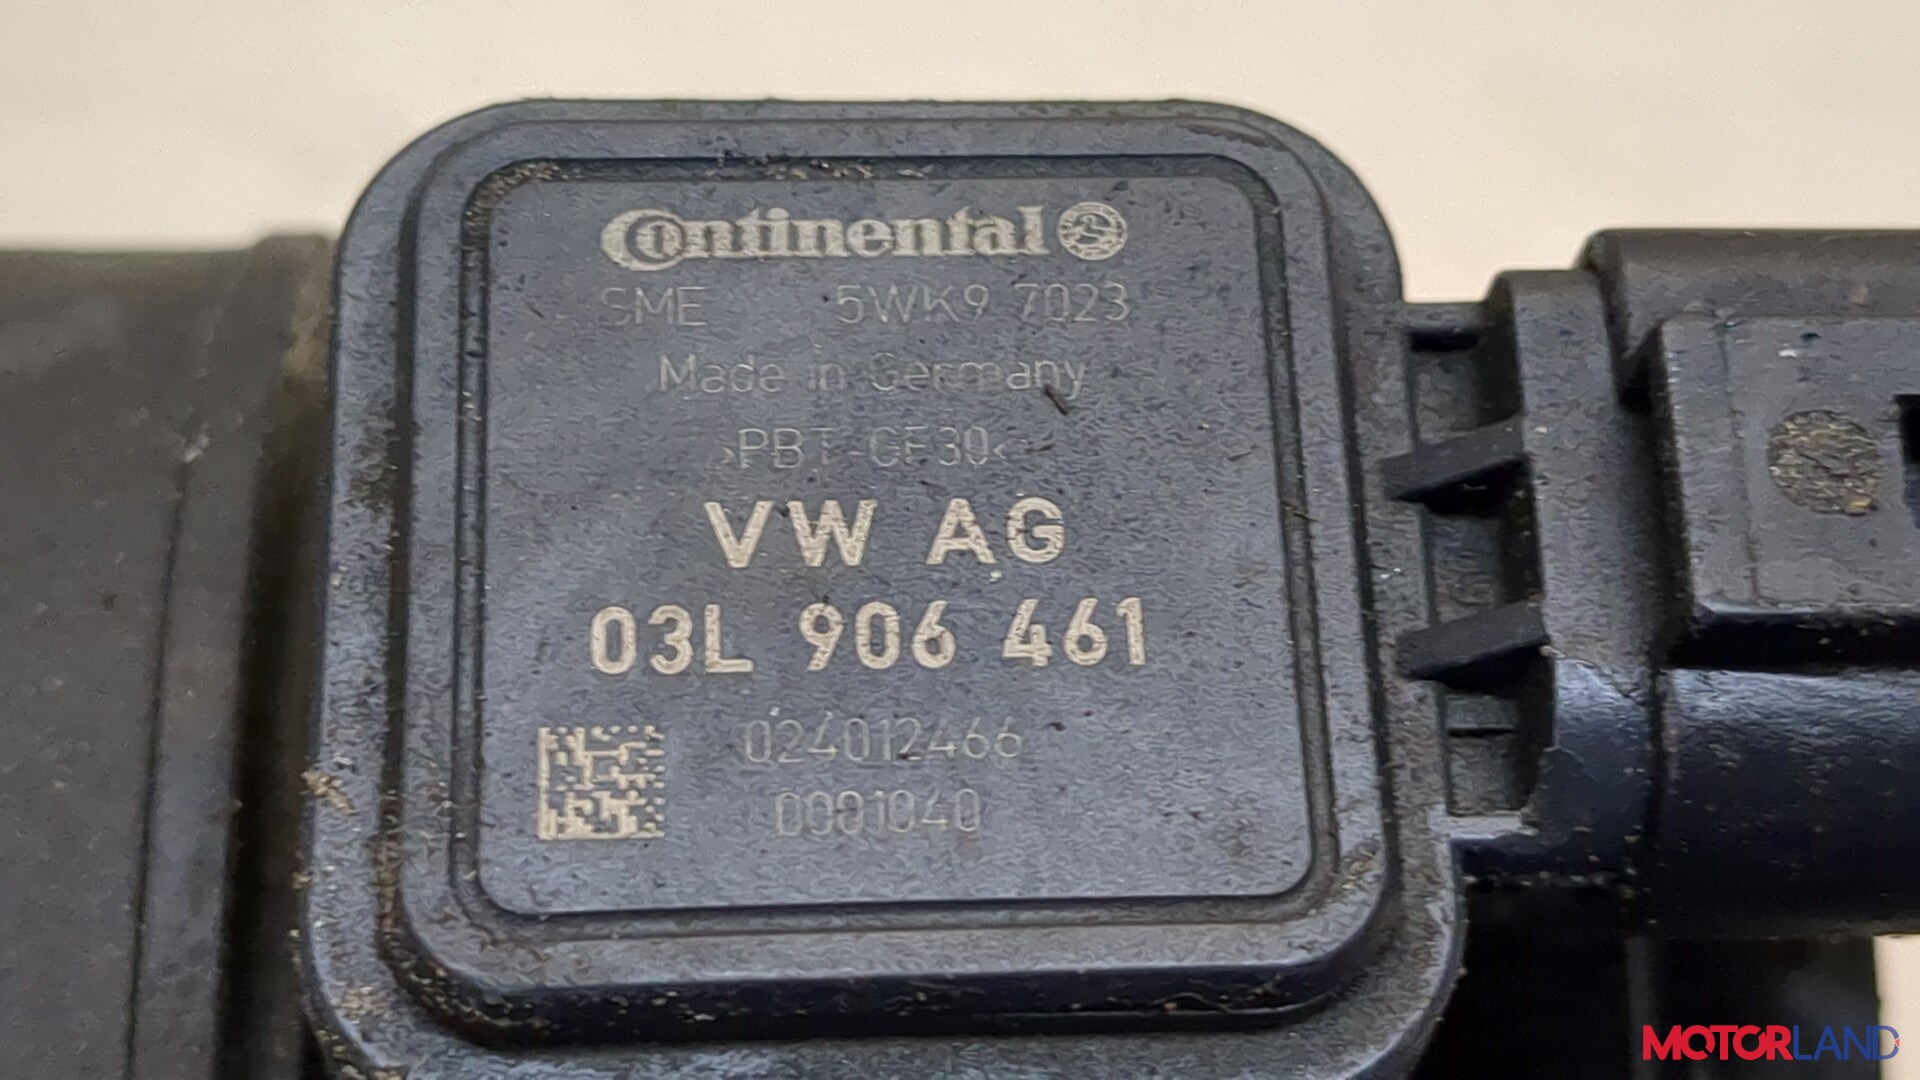 Continental
SME 5WK9 7023
Made in Germany
>PBT-GF30<
VW AG
03L 906 461
024012466
0001040
MOTORLAND